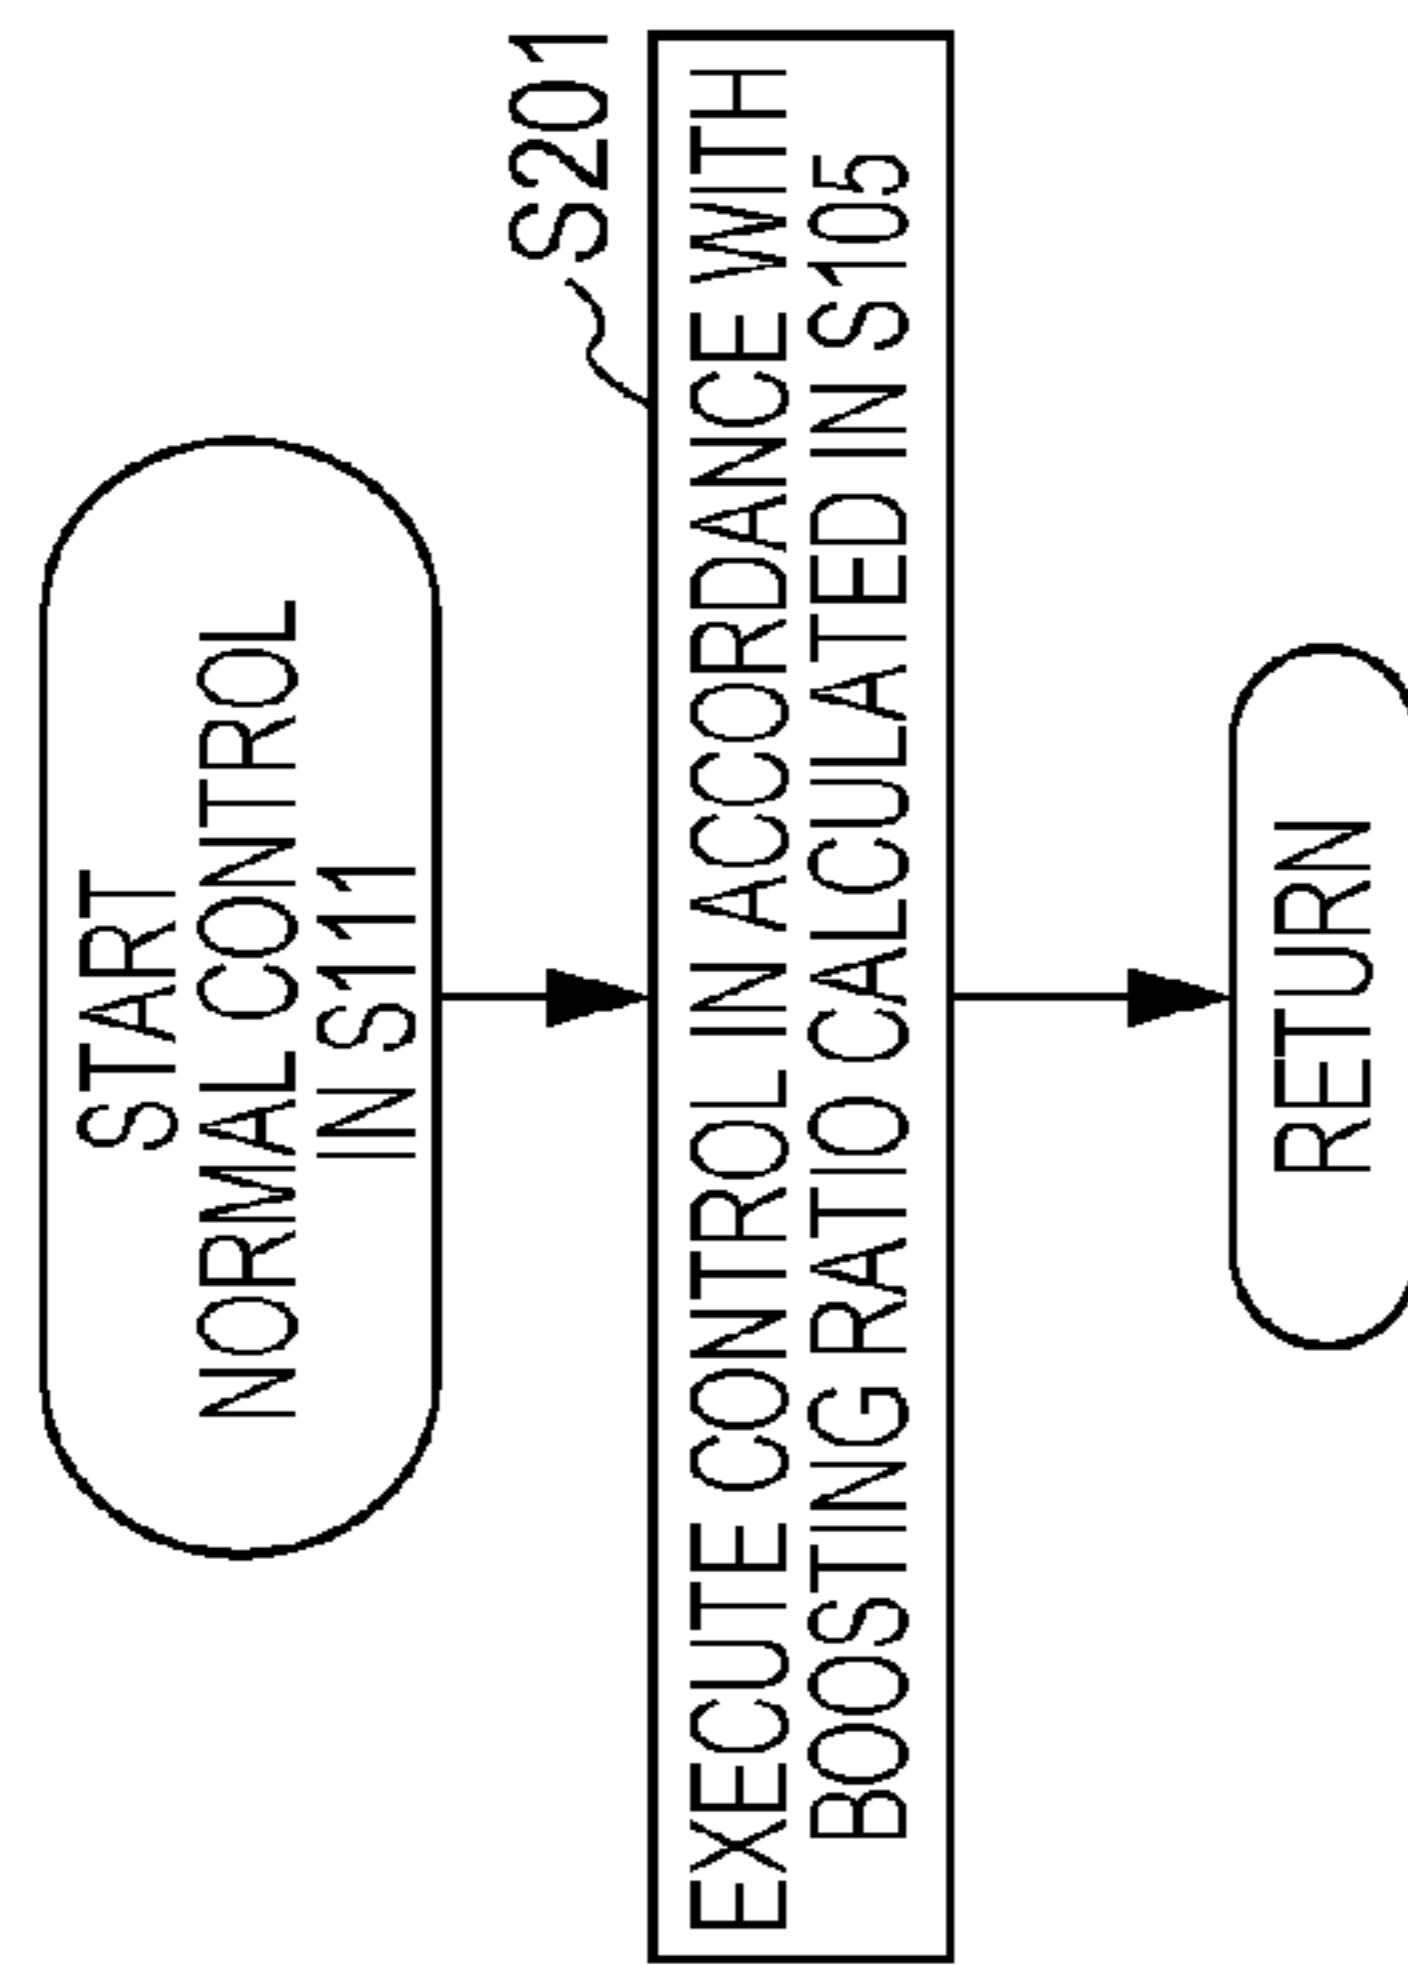 START
NORMAL CONTROL
IN S111
S201
EXECUTE CONTROL IN ACCORDANCE WITH
BOOSTING RATIO CALCULATED IN S105
RETURN